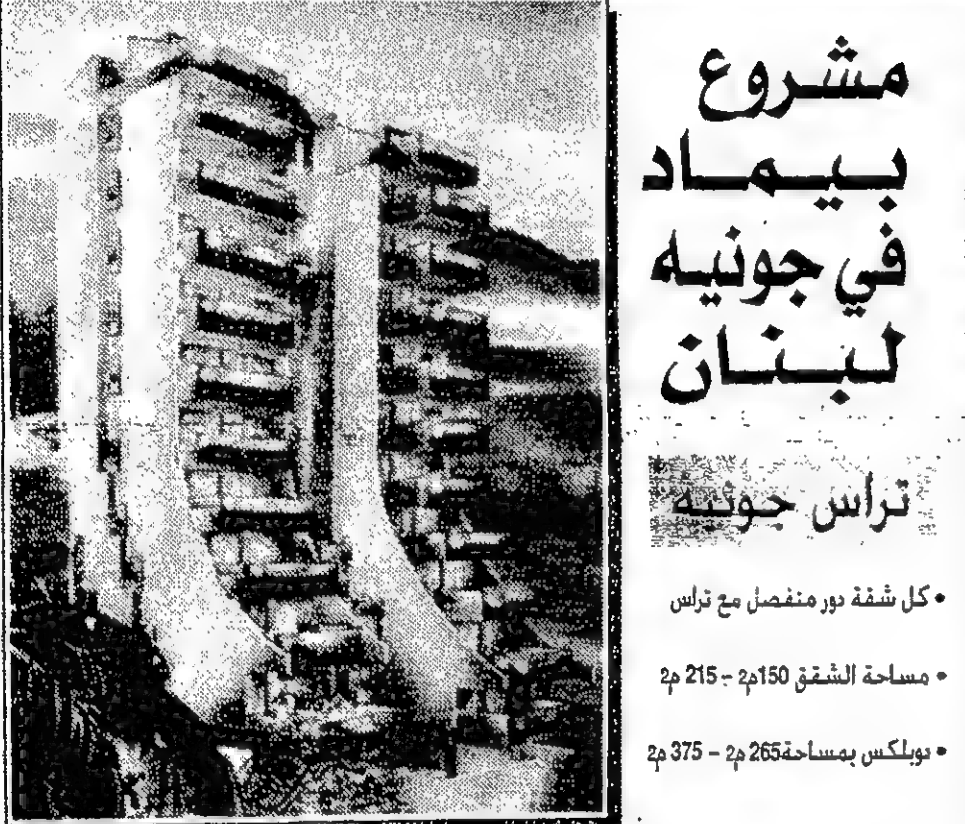 مشروع
بيماد
في جونيه
لبنان
تراس جونيه
• كل شقة دور منفصل مع تراس
• مساحة الشقق 150م2 – 215 م2
• دوبلكس بمساحة265 م2 – 375 م2